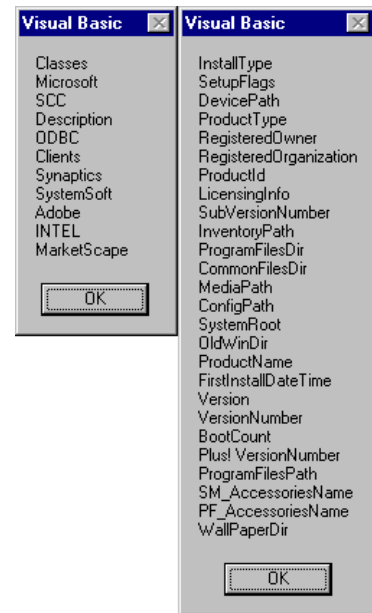 Visual Basic
Classes
Microsoft
SCC
Description
ODBC
Clients
Synaptics
SystemSoft
Adobe
INTEL
MarketScape
OK
Visual Basic
InstallType
SetupFlags
DevicePath
ProductType
RegisteredOwner
RegisteredOrganization
ProductId
LicensingInfo
SubVersionNumber
InventoryPath
ProgramFilesDir
CommonFilesDir
MediaPath
ConfigPath
SystemRoot
OldWinDir
ProductName
FirstInstallDateTime
Version
VersionNumber
BootCount
Plus! VersionNumber
ProgramFilesPath
SM_AccessoriesName
PF_AccessoriesName
WallPaperDir
OK